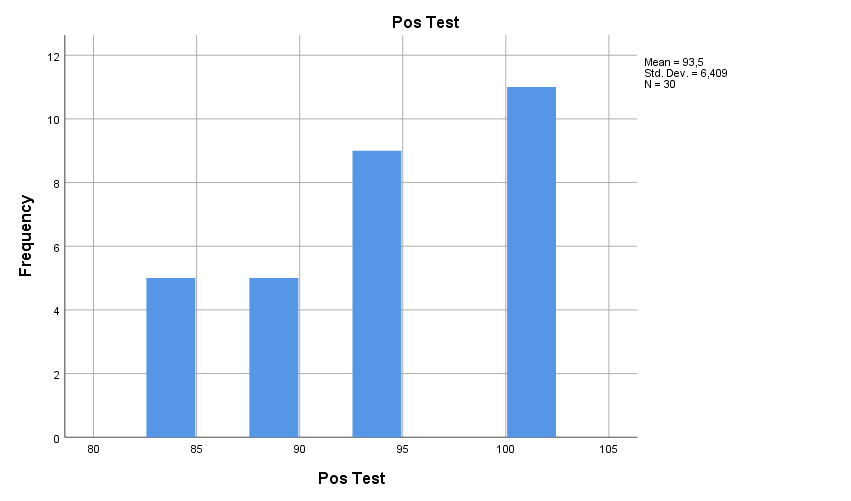 Pos Test
Mean = 93,5
Std. Dev. = 6,409
N = 30
12
10
8
6
4
2
0
Frequency
80 85 90 95 100 105
Pos Test